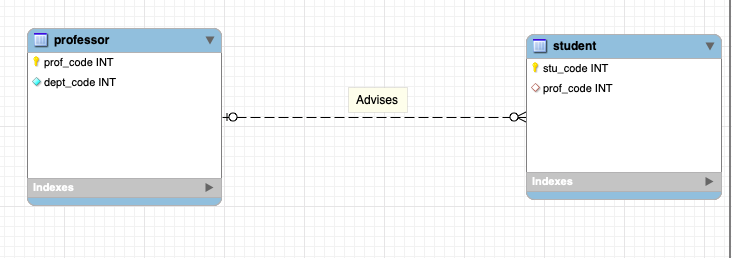 professor
prof_code INT
dept_code INT
Indexes
Advises
student
stu_code INT
prof_code INT
Indexes